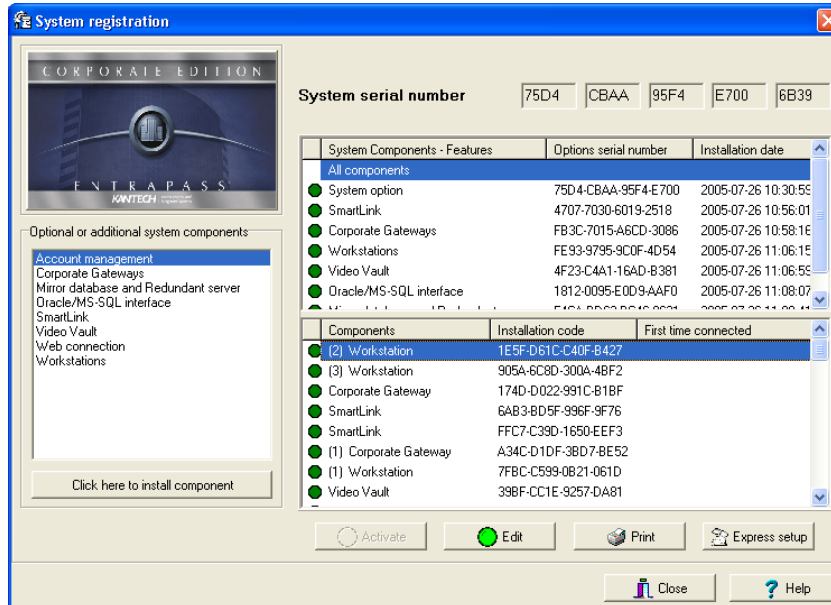 System registration
CORPORATE EDITION
ENTRAPASS
KANTECH
System serial number 75D4 CBAA 95F4 E700 6B39
System Components - Features Options serial number Installation date
All components
System option 75D4-CBAA-95F4-E700 2005-07-26 10:30:59
SmartLink 4707-7030-6019-2518 2005-07-26 10:56:01
Corporate Gateways FB3C-7015-A6CD-3086 2005-07-26 10:58:16
Workstations FE93-9795-9C0F-4D54 2005-07-26 11:06:15
Video Vault 4F23-C4A1-16AD-B381 2005-07-26 11:06:59
Oracle/MS-SQL interface 1812-0095-E0D9-AAF0 2005-07-26 11:08:07
Optional or additional system components
Account management
Corporate Gateways
Mirror database and Redundant server
Oracle/MS-SQL interface
SmartLink
Video Vault
Web connection
Workstations
Click here to install component
Components Installation code First time connected
(2) Workstation 1E5F-D61C-C40F-B427
(3) Workstation 905A-6C8D-300A-4BF2
Corporate Gateway 174D-D022-991C-B1BF
SmartLink 6AB3-BD5F-996F-9F76
SmartLink FFC7-C39D-1650-EEF3
(1) Corporate Gateway A34C-D1DF-3BD7-BE52
(1) Workstation 7FBC-C599-0B21-061D
Video Vault 39BF-CC1E-9257-DA81
Activate Edit Print Express setup
Close Help